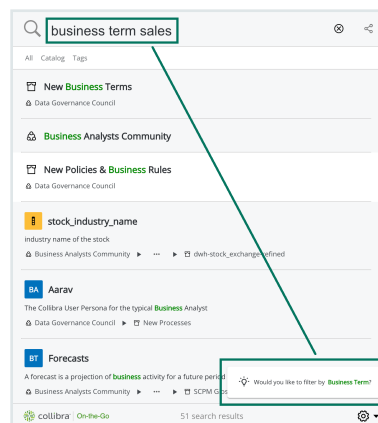 business term sales
All Catalog Tags
New Business Terms
Data Governance Council
Business Analysts Community
New Policies & Business Rules
Data Governance Council
stock_industry_name
industry name of the stock
Business Analysts Community ▶ ••• ▶ dwh-stock_exchange-refined
BA Aarav
The Collibra User Persona for the typical Business Analyst
Data Governance Council ▶ New Processes
BT Forecasts
A forecast is a projection of business activity for a future period
Would you like to filter by Business Term?
Business Analysts Community ▶ ••• ▶ SCPM
collibra On-the-Go 51 search results